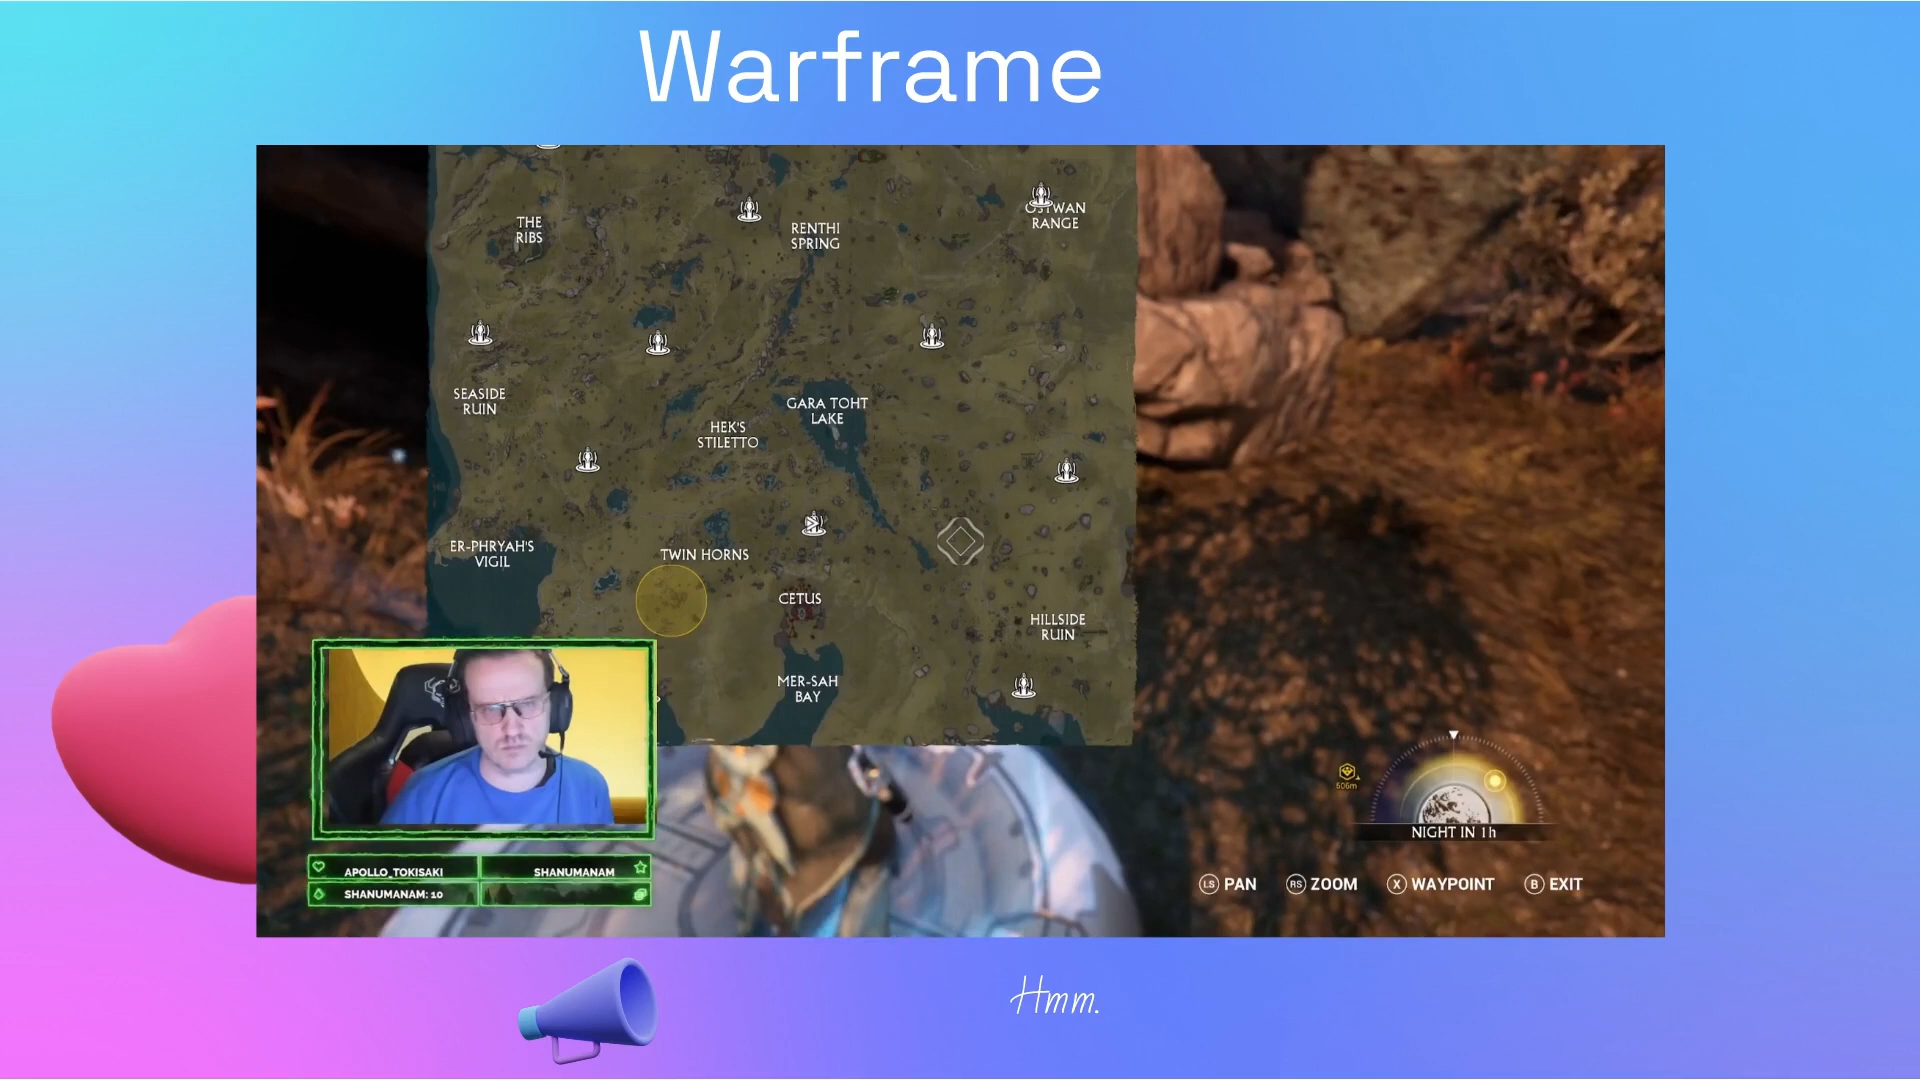 Warframe
THE
RIBS
RENTHI
SPRING
OSTWAN
RANGE
SEASIDE
RUIN
GARA TOHT
LAKE
HEK'S
STILETTO
ER-PHRYAH'S
VIGIL
TWIN HORNS
CETUS
HILLSIDE
RUIN
MER-SAH
BAY
606m
NIGHT IN 1h
APOLLO_TOKISAKI
SHANUMANAM
SHANUMANAM: 10
LS PAN
RS ZOOM
X WAYPOINT
B EXIT
Hmm.